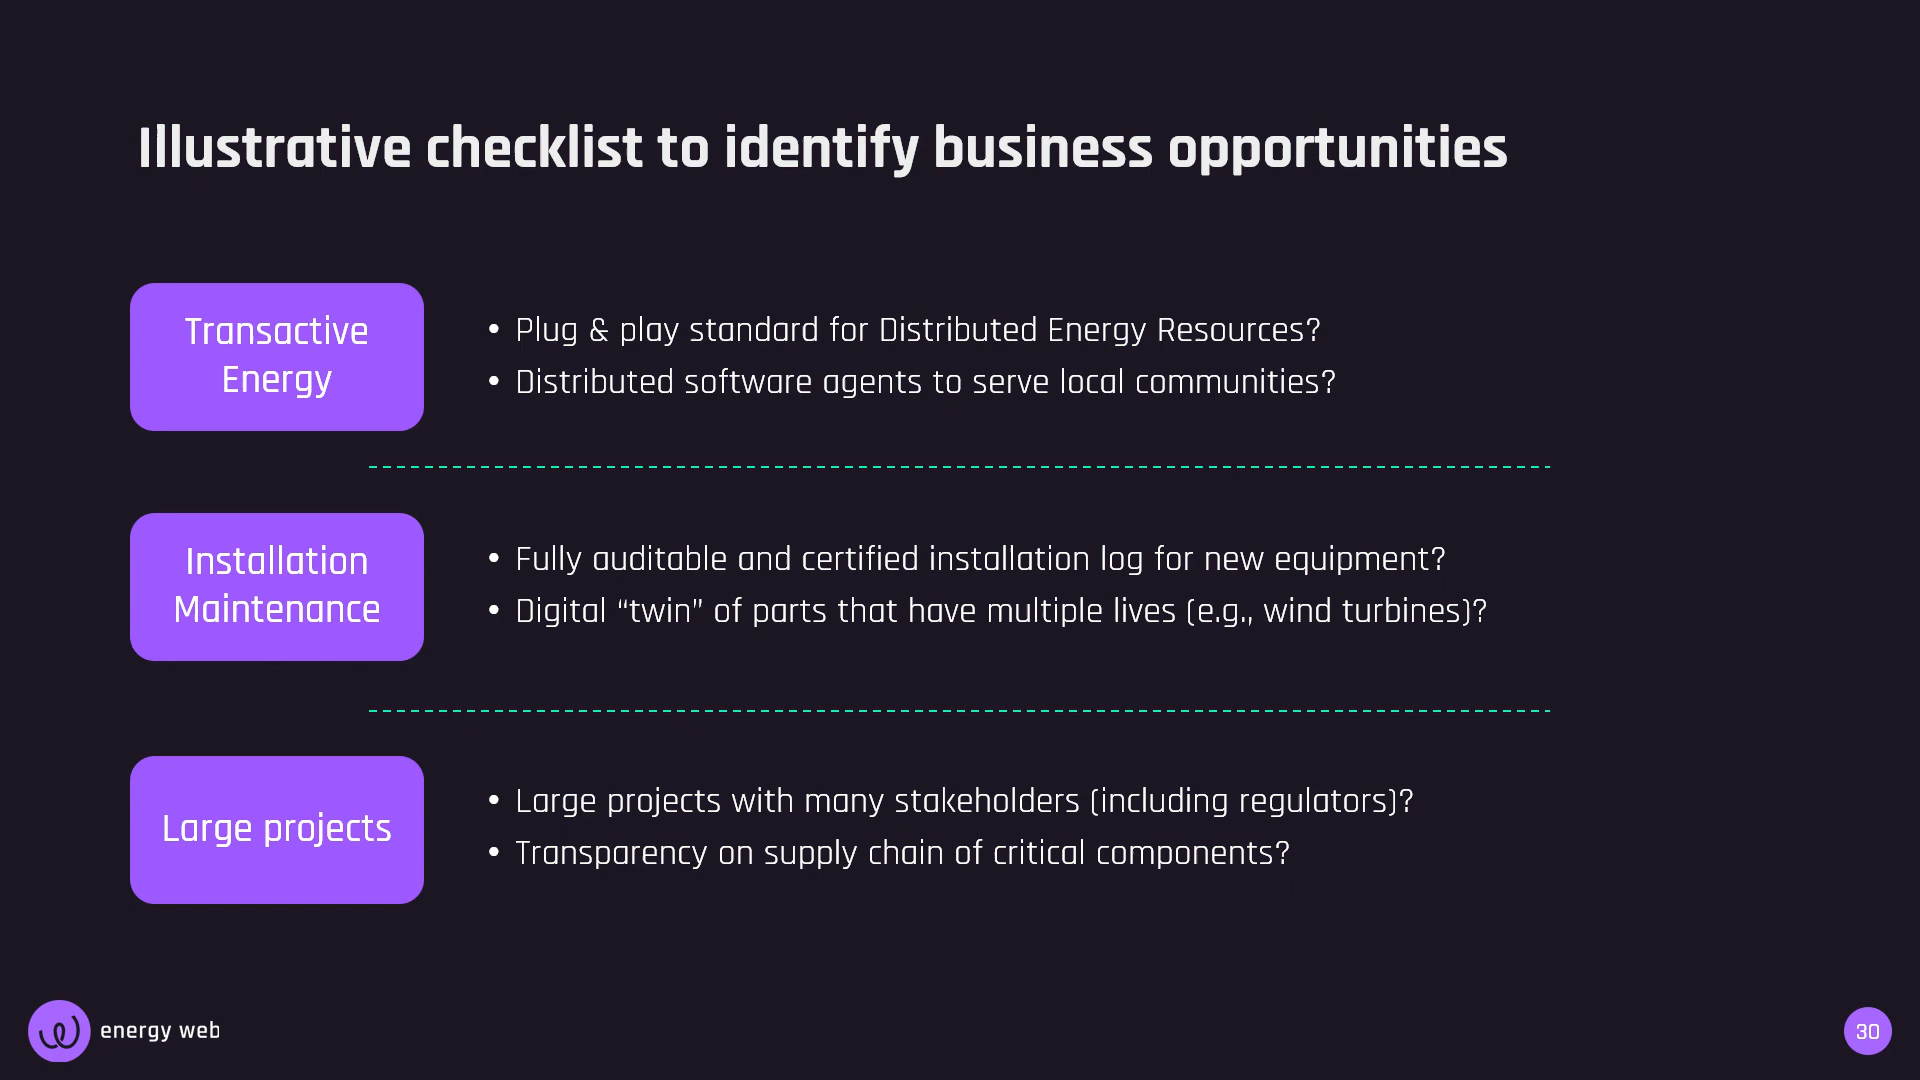 Illustrative checklist to identify business opportunities
Transactive
Energy
• Plug & play standard for Distributed Energy Resources?
• Distributed software agents to serve local communities?
Installation
Maintenance
• Fully auditable and certified installation log for new equipment?
• Digital “twin” of parts that have multiple lives (e.g., wind turbines)?
Large projects
• Large projects with many stakeholders (including regulators)?
• Transparency on supply chain of critical components?
energy web
30